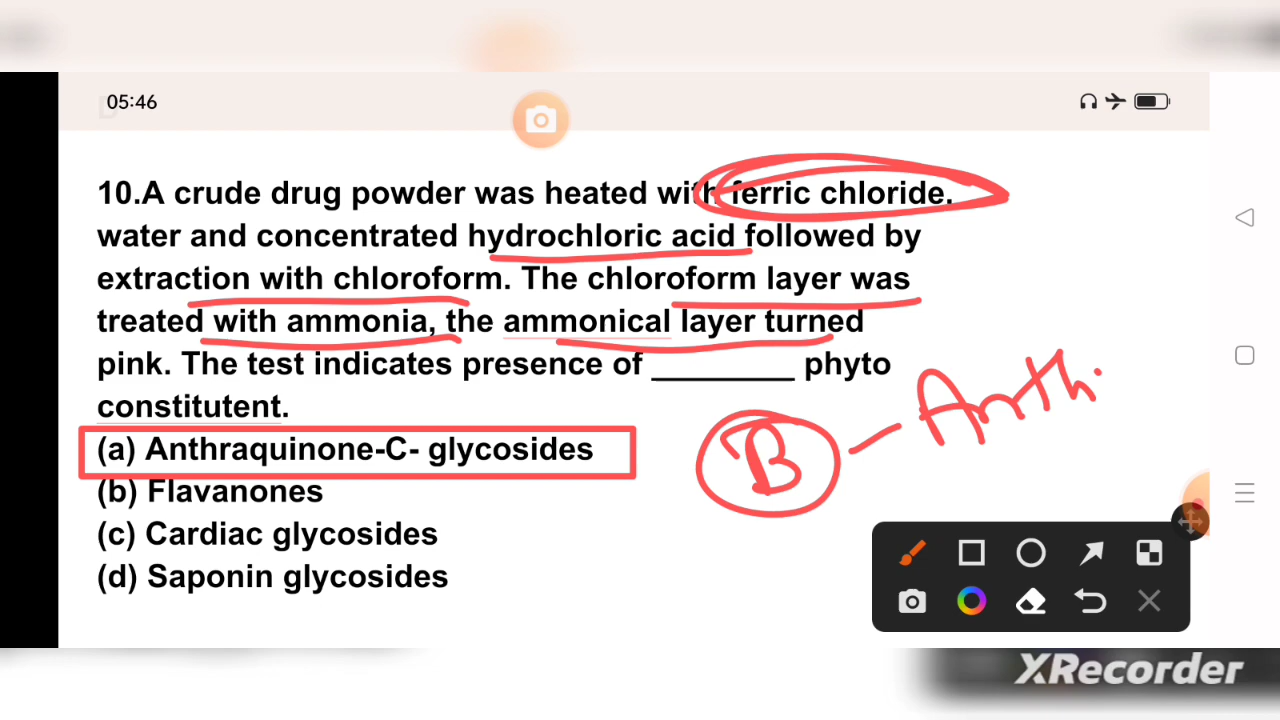 05:46
10.A crude drug powder was heated with ferric chloride.
water and concentrated hydrochloric acid followed by
extraction with chloroform. The chloroform layer was
treated with ammonia, the ammonical layer turned
pink. The test indicates presence of ________ phyto
constitutent.
(a) Anthraquinone-C- glycosides
(b) Flavanones
(c) Cardiac glycosides
(d) Saponin glycosides
B - Anth.
XRecorder